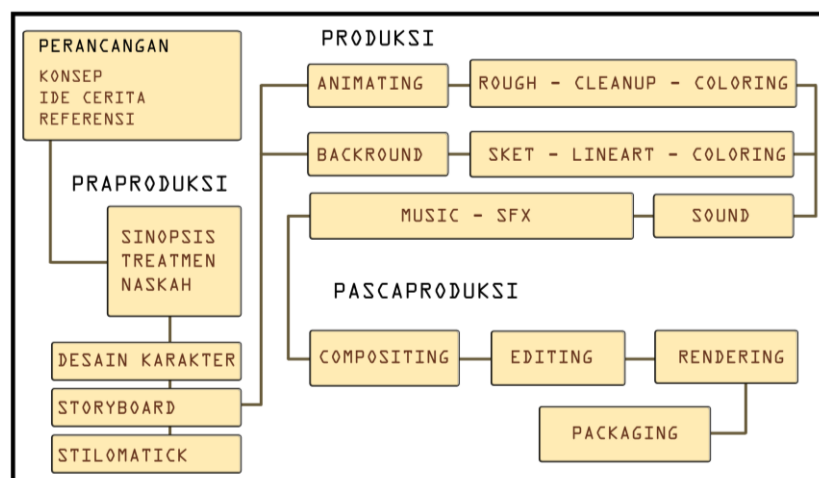 PERANCANGAN
KONSEP
IDE CERITA
REFERENSI
PRAPRODUKSI
SINOPSIS
TREATMEN
NASKAH
DESAIN KARAKTER
STORYBOARD
STILOMATICK
PRODUKSI
ANIMATING
ROUGH - CLEANUP - COLORING
BACKROUND
SKET - LINEART - COLORING
MUSIC - SFX
SOUND
PASCAPRODUKSI
COMPOSITING
EDITING
RENDERING
PACKAGING